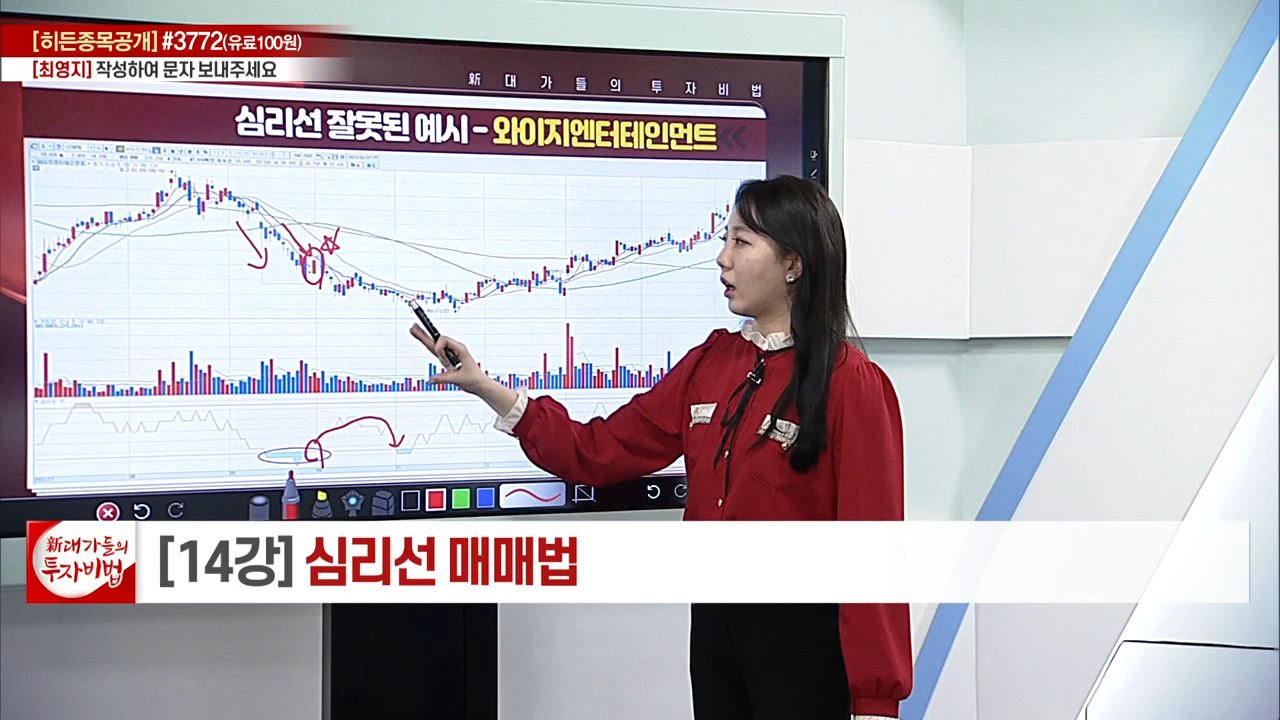 [히든종목공개] #3772(유료100원)
[최영지] 작성하여 문자 보내주세요
新 대 가 들 의 투 자 비 법
심리선 잘못된 예시 - 와이지엔터테인먼트
新대가들의
투자비법
[14강] 심리선 매매법